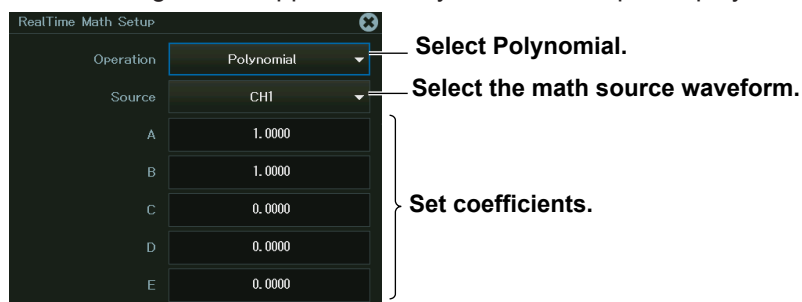 RealTime Math Setup
Operation Polynomial Select Polynomial.
Source CH1 Select the math source waveform.
A 1.0000
B 1.0000
C 0.0000 Set coefficients.
D 0.0000
E 0.0000